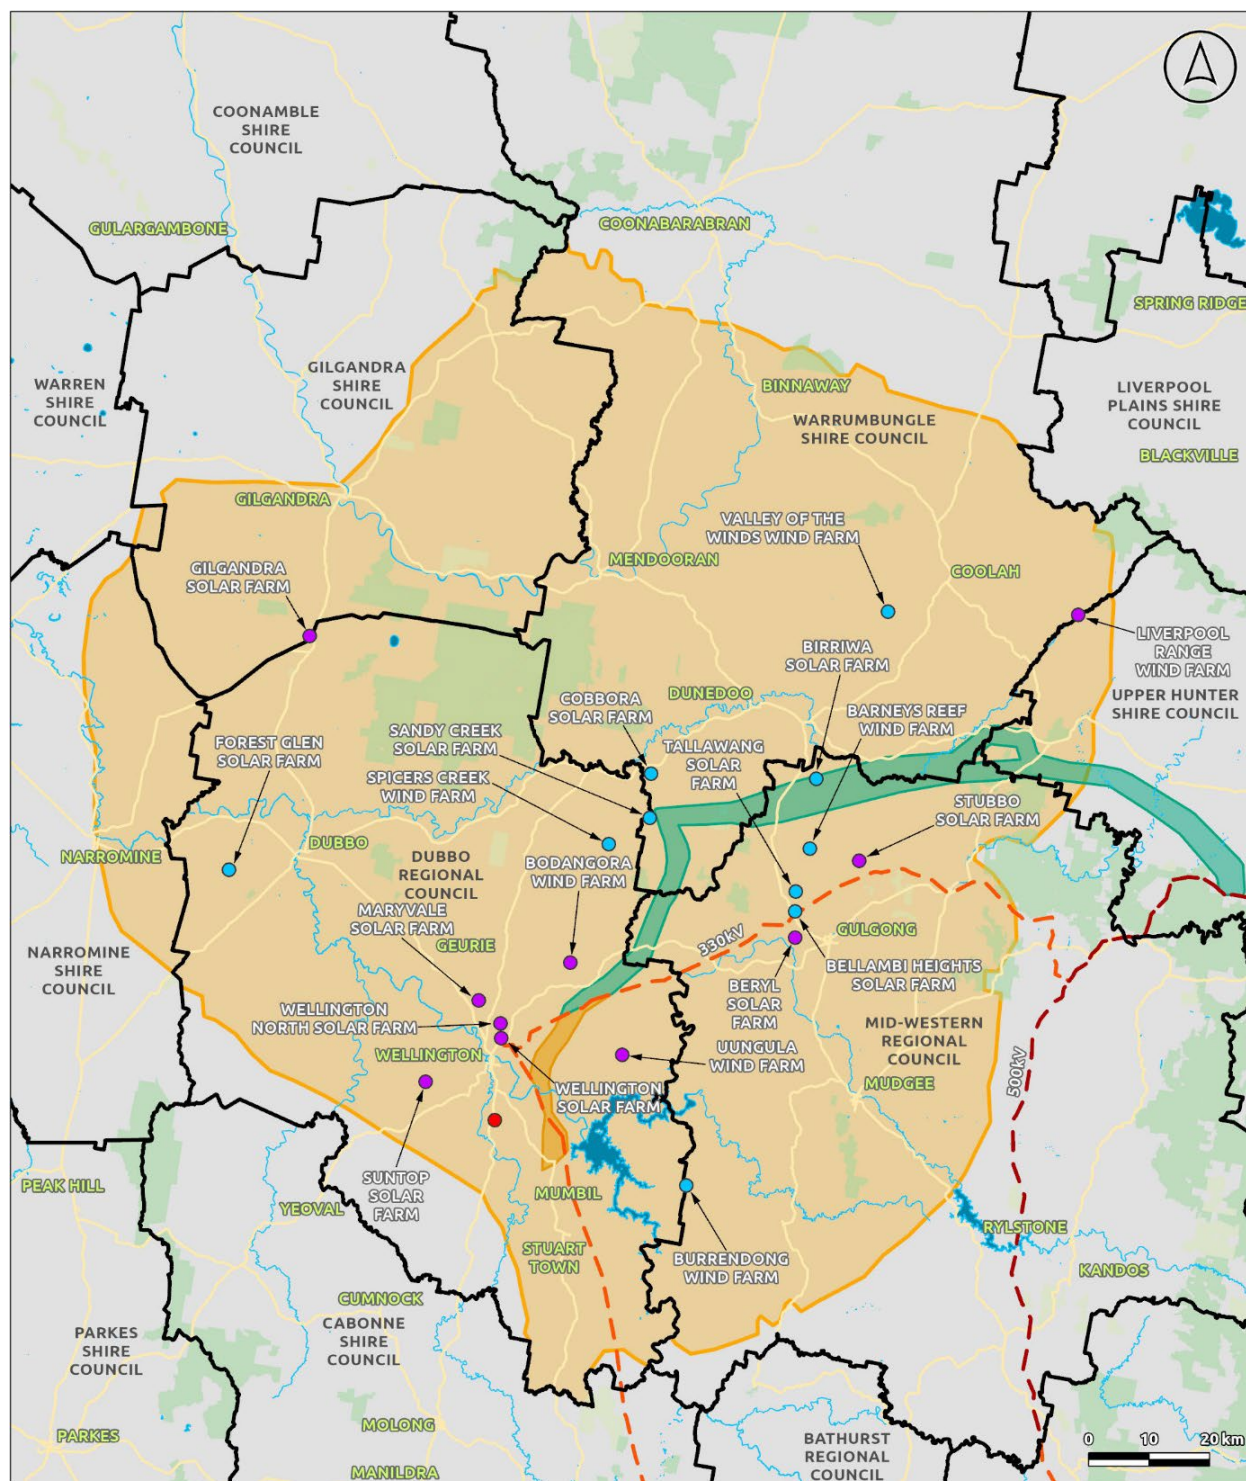 COONAMBLE
SHIRE
COUNCIL
GULARGAMBONE
COONABARABRAN
SPRING RIDGE
WARREN
SHIRE
COUNCIL
GILGANDRA
SHIRE
COUNCIL
BINNAWAY
WARRUMBUNGLE
SHIRE COUNCIL
LIVERPOOL
PLAINS SHIRE
COUNCIL
BLACKVILLE
GILGANDRA
VALLEY OF THE
WINDS WIND FARM
MENDOORAN
COOLAH
GILGANDRA
SOLAR FARM
LIVERPOOL
RANGE
WIND FARM
UPPER HUNTER
SHIRE COUNCIL
BIRRIWA
SOLAR FARM
DUNEDOO
COBBORA
SOLAR FARM
BARNEYS REEF
WIND FARM
SANDY CREEK
SOLAR FARM
TALLAWANG
SOLAR
FARM
FOREST GLEN
SOLAR FARM
SPICERS CREEK
WIND FARM
STUBBO
SOLAR FARM
NARROMINE
DUBBO
DUBBO
REGIONAL
COUNCIL
BODANGORA
WIND FARM
MARYVALE
SOLAR FARM
GEURIE
330kV
GULGONG
NARROMINE
SHIRE
COUNCIL
BELLAMBI HEIGHTS
SOLAR FARM
BERYL
SOLAR
FARM
WELLINGTON
NORTH SOLAR FARM
MID-WESTERN
REGIONAL
COUNCIL
WELLINGTON
UUNGULA
WIND FARM
MUDGEE
500kV
WELLINGTON
SOLAR FARM
PEAK HILL
SUNTOP
SOLAR
FARM
YEOVAL
MUMBIL
RYLSTONE
STUART
TOWN
BURRENDONG
WIND FARM
KANDOS
CUMNOCK
CABONNE
SHIRE
COUNCIL
PARKES
SHIRE
COUNCIL
MOLONG
PARKES
MANILDRA
BATHURST
REGIONAL
COUNCIL
0 10 20 km